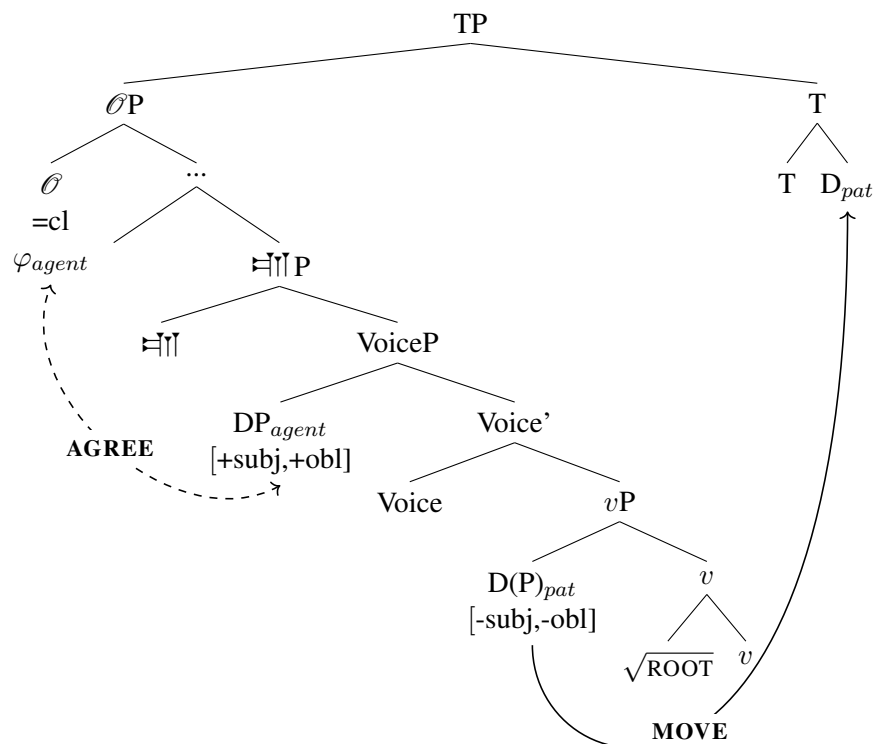 TP
𝒪P T
𝒪 ... T D_pat
=cl
φ_agent P
VoiceP
DP_agent Voice'
AGREE [+subj,+obl] Voice vP
D(P)_pat v
[-subj,-obl]
√ROOT v
MOVE